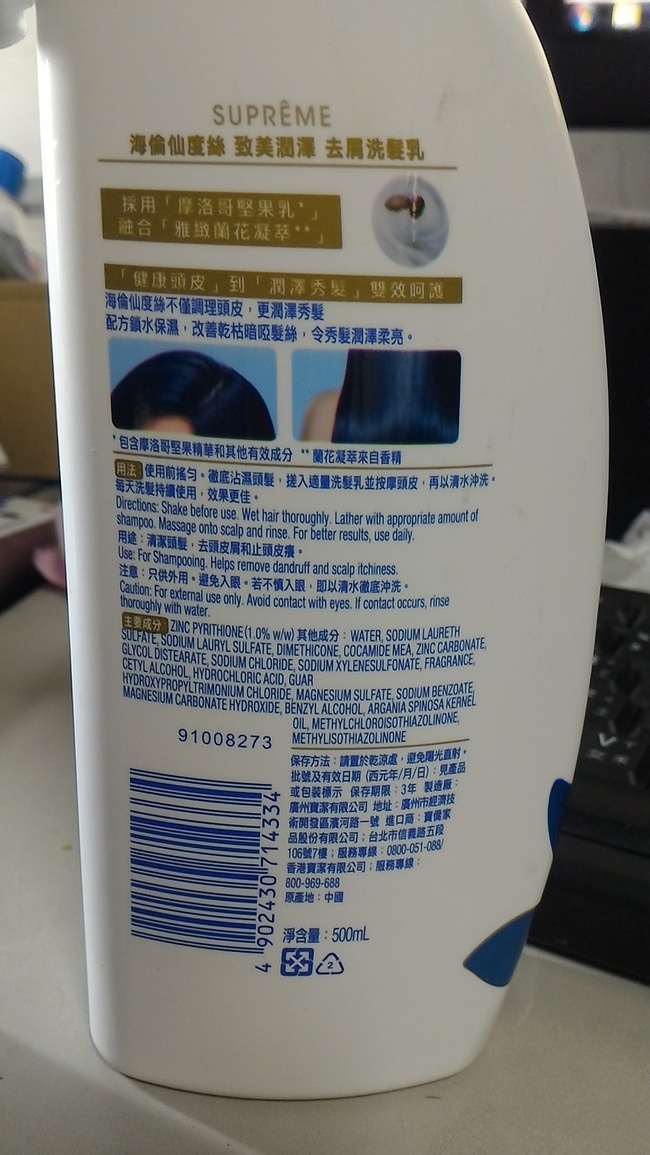 SUPRÊME
海倫仙度絲 致美潤澤 去屑洗髮乳
採用「摩洛哥堅果乳*」
融合「雅緻蘭花凝萃**」
「健康頭皮」到「潤澤秀髮」雙效呵護
海倫仙度絲不僅調理頭皮，更潤澤秀髮
配方鎖水保濕，改善乾枯暗啞髮絲，令秀髮潤澤柔亮。
*包含摩洛哥堅果精華和其他有效成分 **蘭花凝萃來自香精
用法 使用前搖勻。徹底沾濕頭髮，搓入適量洗髮乳並按摩頭皮，再以清水沖洗。
每天洗髮持續使用，效果更佳。
Directions: Shake before use. Wet hair thoroughly. Lather with appropriate amount of
shampoo. Massage onto scalp and rinse. For better results, use daily.
用途：清潔頭髮，去頭皮屑和止頭皮癢。
Use: For Shampooing. Helps remove dandruff and scalp itchiness.
注意：只供外用。避免入眼。若不慎入眼，即以清水徹底沖洗。
Caution: For external use only. Avoid contact with eyes. If contact occurs, rinse
thoroughly with water.
主要成分 ZINC PYRITHIONE (1.0% w/w) 其他成分：WATER, SODIUM LAURETH
SULFATE, SODIUM LAURYL SULFATE, DIMETHICONE, COCAMIDE MEA, ZINC CARBONATE,
GLYCOL DISTEARATE, SODIUM CHLORIDE, SODIUM XYLENESULFONATE, FRAGRANCE,
CETYL ALCOHOL, HYDROCHLORIC ACID, GUAR
HYDROXYPROPYLTRIMONIUM CHLORIDE, MAGNESIUM SULFATE, SODIUM BENZOATE,
MAGNESIUM CARBONATE HYDROXIDE, BENZYL ALCOHOL, ARGANIA SPINOSA KERNEL
OIL, METHYLCHLOROISOTHIAZOLINONE,
METHYLISOTHIAZOLINONE
91008273
保存方法：請置於乾涼處，避免陽光直射。
批號及有效日期 (西元年/月/日)：見產品
或包裝標示 保存期限：3年 製造廠：
廣州寶潔有限公司 地址：廣州市經濟技
術開發區濱河路一號 進口商：寶僑家
品股份有限公司；台北市信義路五段
106號7樓；服務專線：0800-051-088/
香港寶潔有限公司；服務專線：
800-969-688
原產地：中國
4 902430 714334
淨含量：500mL
2